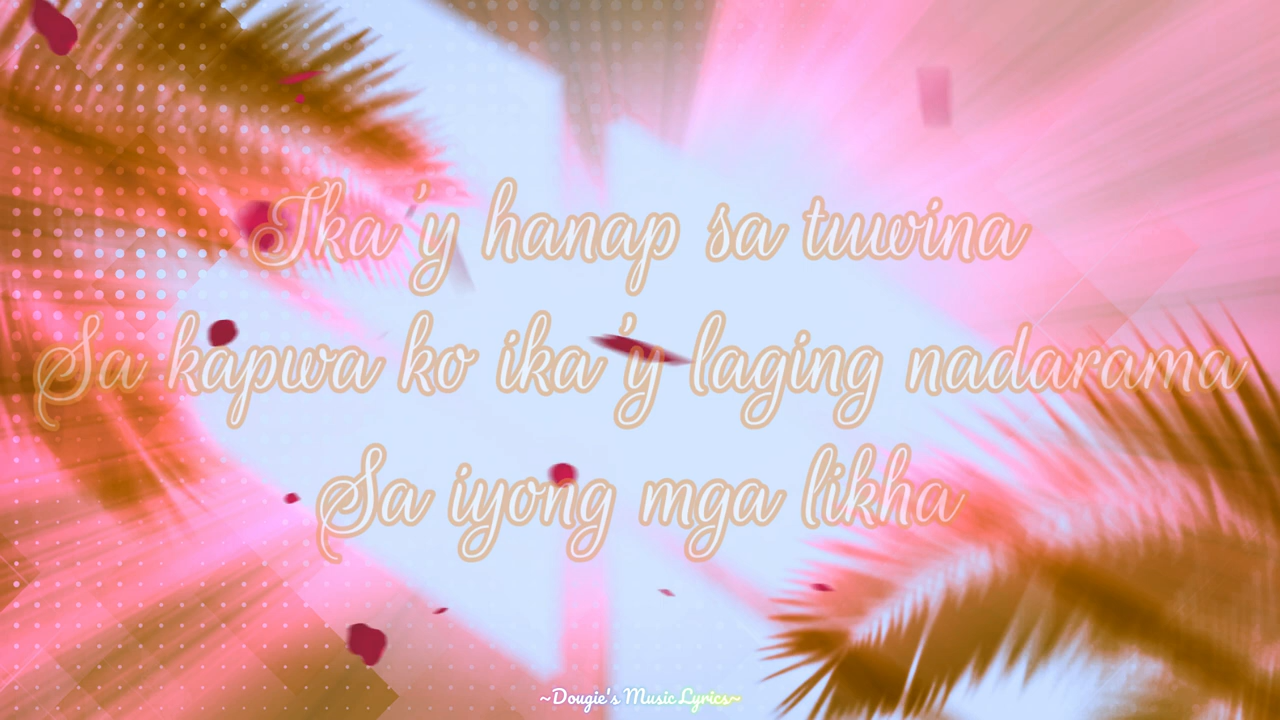 Ika'y hanap sa tuwina
Sa kapwa ko ika'y laging nadarama
Sa iyong mga likha
~Dougie's Music Lyrics~